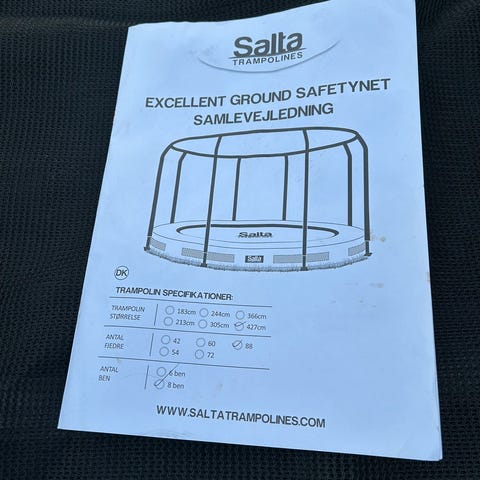 Salta
TRAMPOLINES
EXCELLENT GROUND SAFETYNET
SAMLEVEJLEDNING
Salta
Salta
DK
TRAMPOLIN SPECIFIKATIONER:
TRAMPOLIN STØRRELSE
183cm 244cm 366cm
213cm 305cm 427cm
ANTAL FJEDRE
42 60 88
54 72
ANTAL BEN
6 ben
8 ben
WWW.SALTATRAMPOLINES.COM